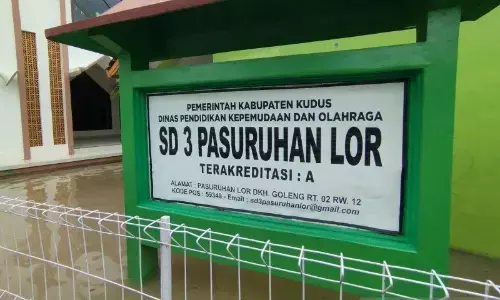 PEMERINTAH KABUPATEN KUDUS
DINAS PENDIDIKAN KEPEMUDAAN DAN OLAHRAGA
SD 3 PASURUHAN LOR
TERAKREDITASI : A
ALAMAT : PASURUHAN LOR DKH. GOLENG RT. 02 RW. 12
KODE POS : 59349 - Email : sd3pasuruhanlor@gmail.com